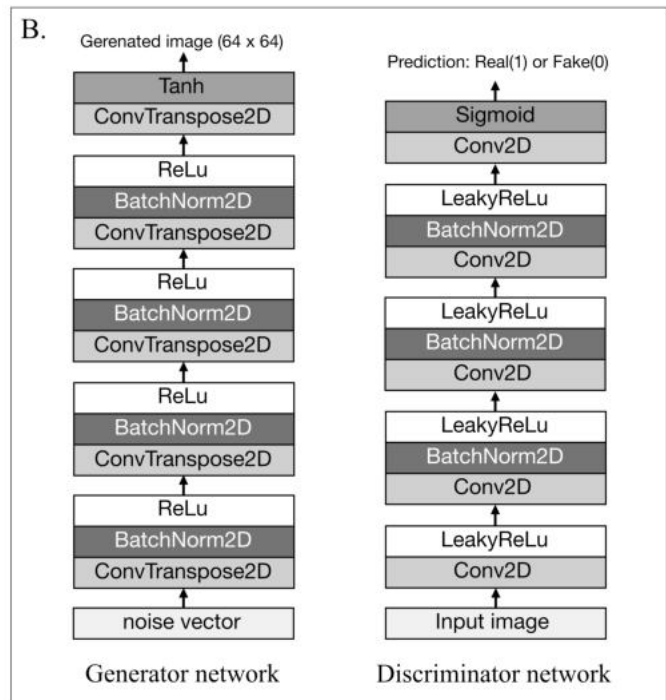 B.
Gerenated image (64 x 64)
Tanh
ConvTranspose2D
ReLu
BatchNorm2D
ConvTranspose2D
ReLu
BatchNorm2D
ConvTranspose2D
ReLu
BatchNorm2D
ConvTranspose2D
ReLu
BatchNorm2D
ConvTranspose2D
noise vector
Generator network
Prediction: Real(1) or Fake(0)
Sigmoid
Conv2D
LeakyReLu
BatchNorm2D
Conv2D
LeakyReLu
BatchNorm2D
Conv2D
LeakyReLu
BatchNorm2D
Conv2D
LeakyReLu
Conv2D
Input image
Discriminator network